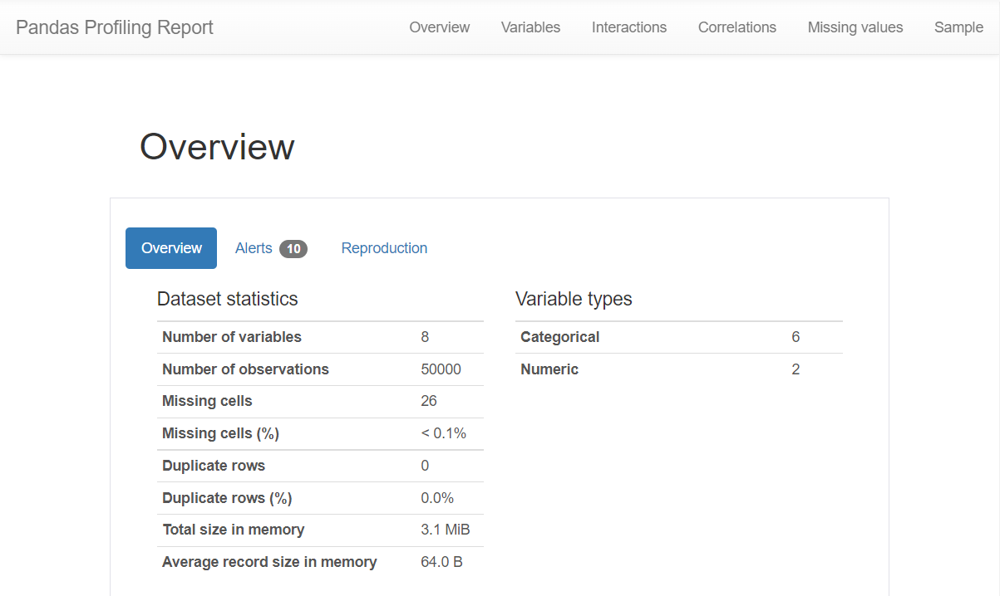 Pandas Profiling Report Overview Variables Interactions Correlations Missing values Sample
Overview
Overview Alerts 10 Reproduction
Dataset statistics
Number of variables 8
Number of observations 50000
Missing cells 26
Missing cells (%) < 0.1%
Duplicate rows 0
Duplicate rows (%) 0.0%
Total size in memory 3.1 MiB
Average record size in memory 64.0 B
Variable types
Categorical 6
Numeric 2